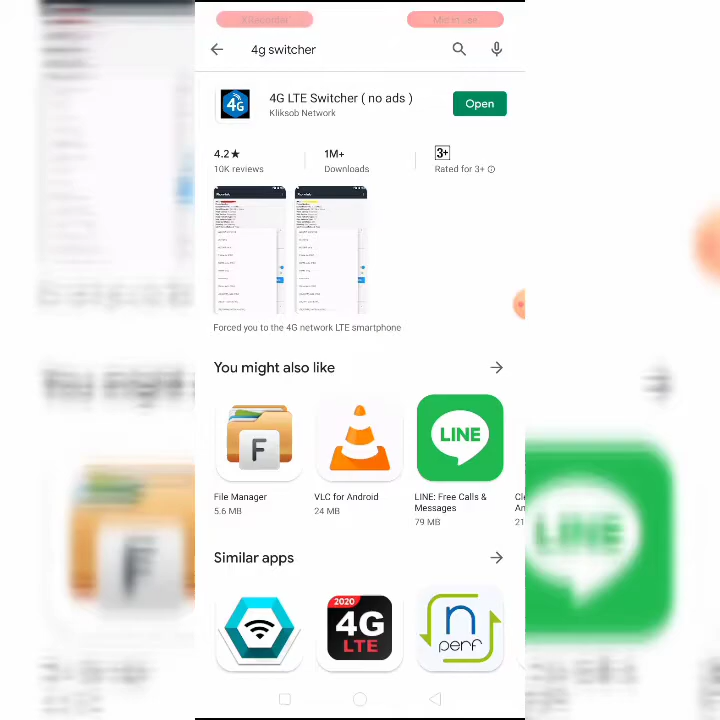 4g switcher
4G
4G LTE Switcher ( no ads )
Kliksob Network
Open
4.2★
10K reviews
1M+
Downloads
3+
Rated for 3+
Forced you to the 4G network LTE smartphone
You might also like
F
LINE
File Manager
5.6 MB
VLC for Android
24 MB
LINE: Free Calls &
Messages
79 MB
Similar apps
2020
4G
LTE
n
perf